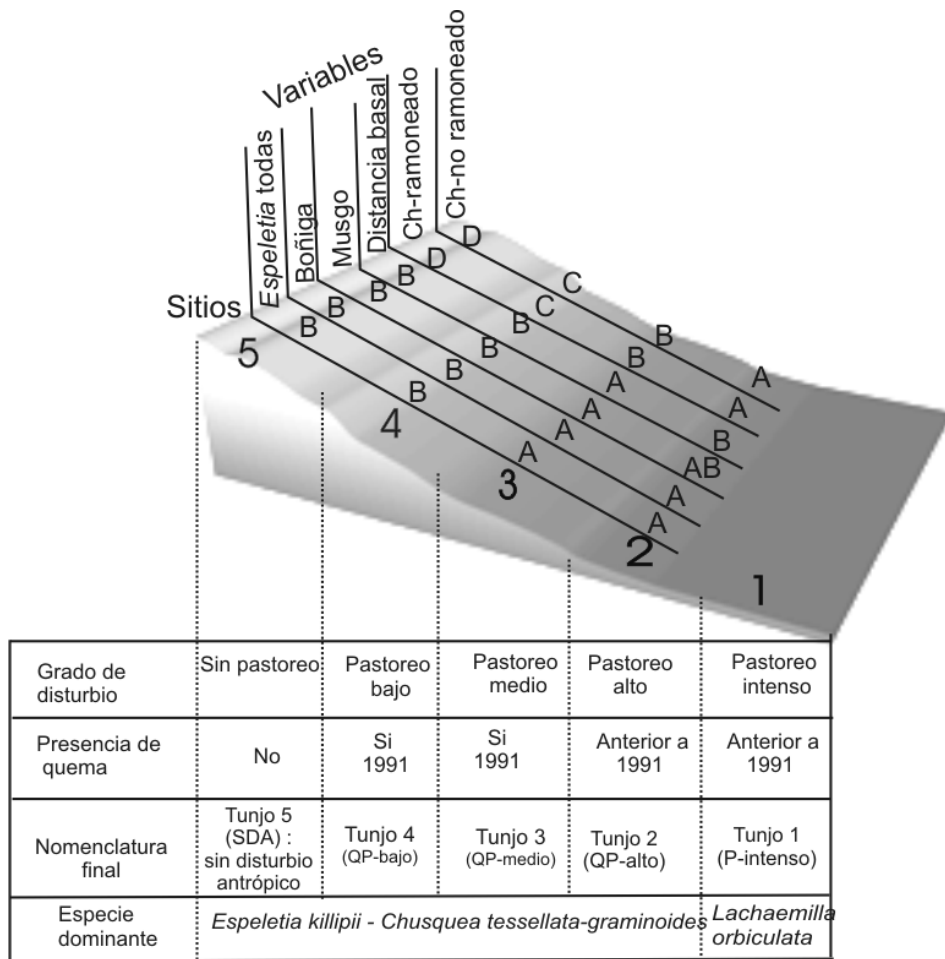 Variables
Espeletia todas
Boñiga
Musgo
Distancia basal
Ch-ramoneado
Ch-no ramoneado
Sitios
5
B
B
B
B
D
D
4
B
B
B
B
C
C
3
A
A
A
A
B
B
2
A
A
AB
B
A
A
1
Grado de
disturbio
Sin pastoreo
Pastoreo
bajo
Pastoreo
medio
Pastoreo
alto
Pastoreo
intenso
Presencia de
quema
No
Si
1991
Si
1991
Anterior a
1991
Anterior a
1991
Nomenclatura
final
Tunjo 5
(SDA) :
sin disturbio
antrópico
Tunjo 4
(QP-bajo)
Tunjo 3
(QP-medio)
Tunjo 2
(QP-alto)
Tunjo 1
(P-intenso)
Especie
dominante
Espeletia killipii - Chusquea tessellata-graminoides
Lachaemilla
orbiculata